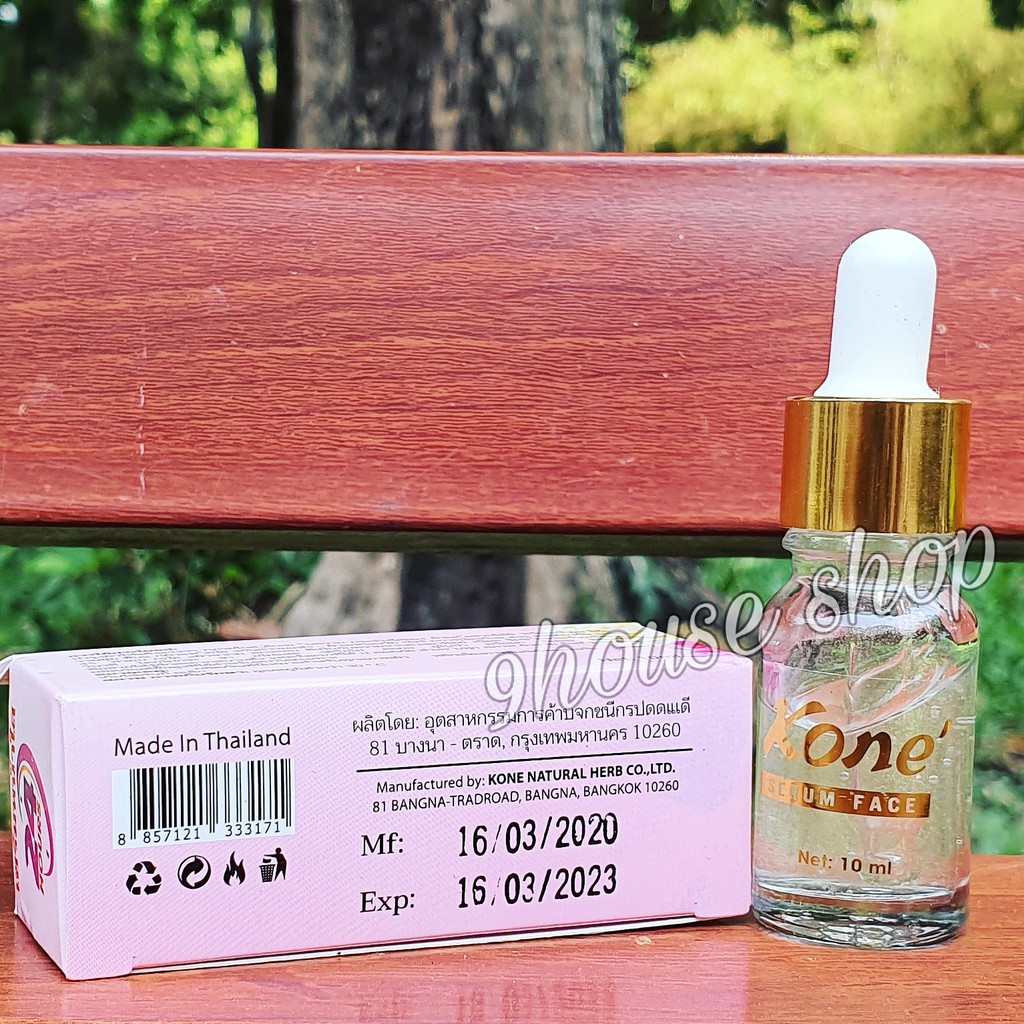 Made In Thailand
8 857121 333171
ผลิตโดย: อุตสาหกรรมการค้าบิจกซนีกรปดดแดี
81 บางนา - ตราด, กรุงเทพมหานคร 10260
Manufactured by: KONE NATURAL HERB CO.,LTD.
81 BANGNA-TRADROAD, BANGNA, BANGKOK 10260
Mf: 16/03/2020
Exp: 16/03/2023
9house shop
Kone'
SERUM FACE
Net: 10 ml